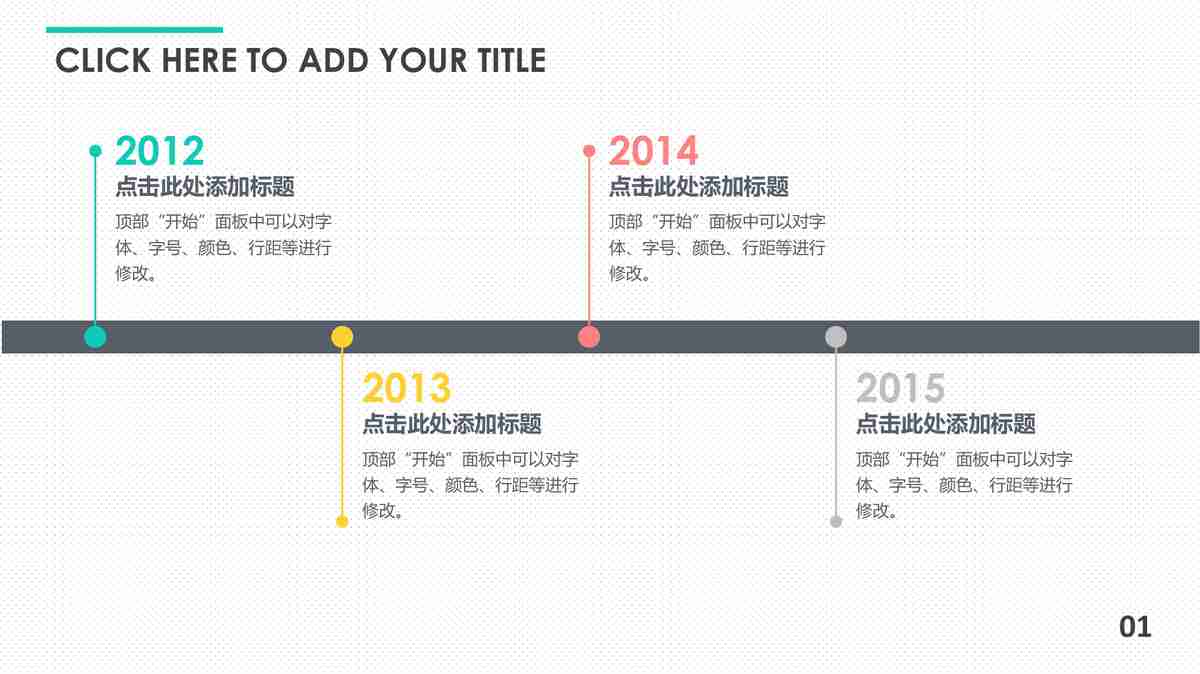 CLICK HERE TO ADD YOUR TITLE
2012
点击此处添加标题
顶部“开始”面板中可以对字
体、字号、颜色、行距等进行
修改。
2014
点击此处添加标题
顶部“开始”面板中可以对字
体、字号、颜色、行距等进行
修改。
2013
点击此处添加标题
顶部“开始”面板中可以对字
体、字号、颜色、行距等进行
修改。
2015
点击此处添加标题
顶部“开始”面板中可以对字
体、字号、颜色、行距等进行
修改。
01